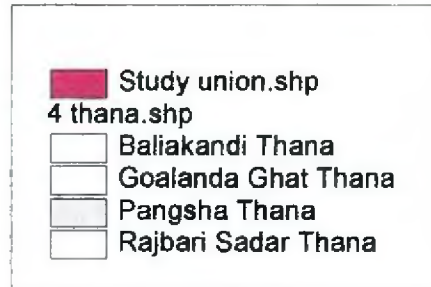 Study union.shp
4 thana.shp
Baliakandi Thana
Goalanda Ghat Thana
Pangsha Thana
Rajbari Sadar Thana